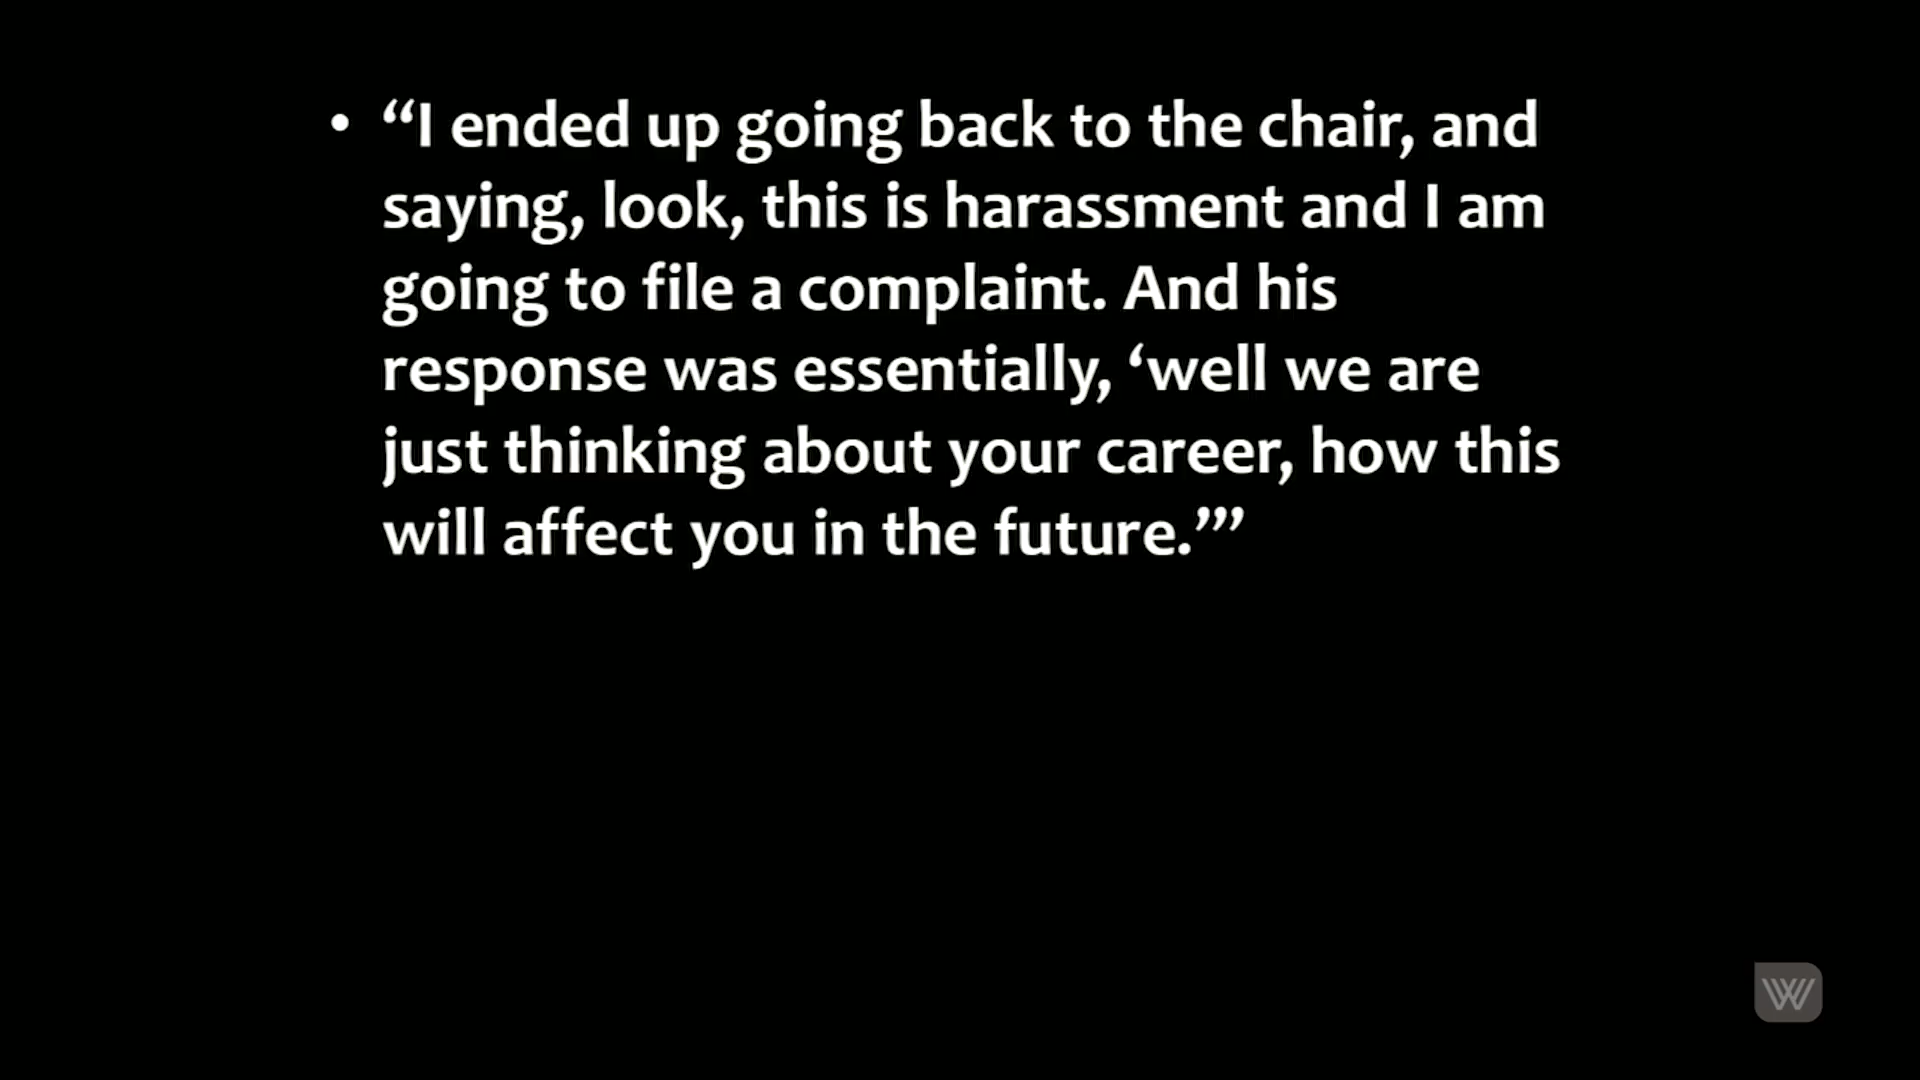 • “I ended up going back to the chair, and
saying, look, this is harassment and I am
going to file a complaint. And his
response was essentially, ‘well we are
just thinking about your career, how this
will affect you in the future.’”
W